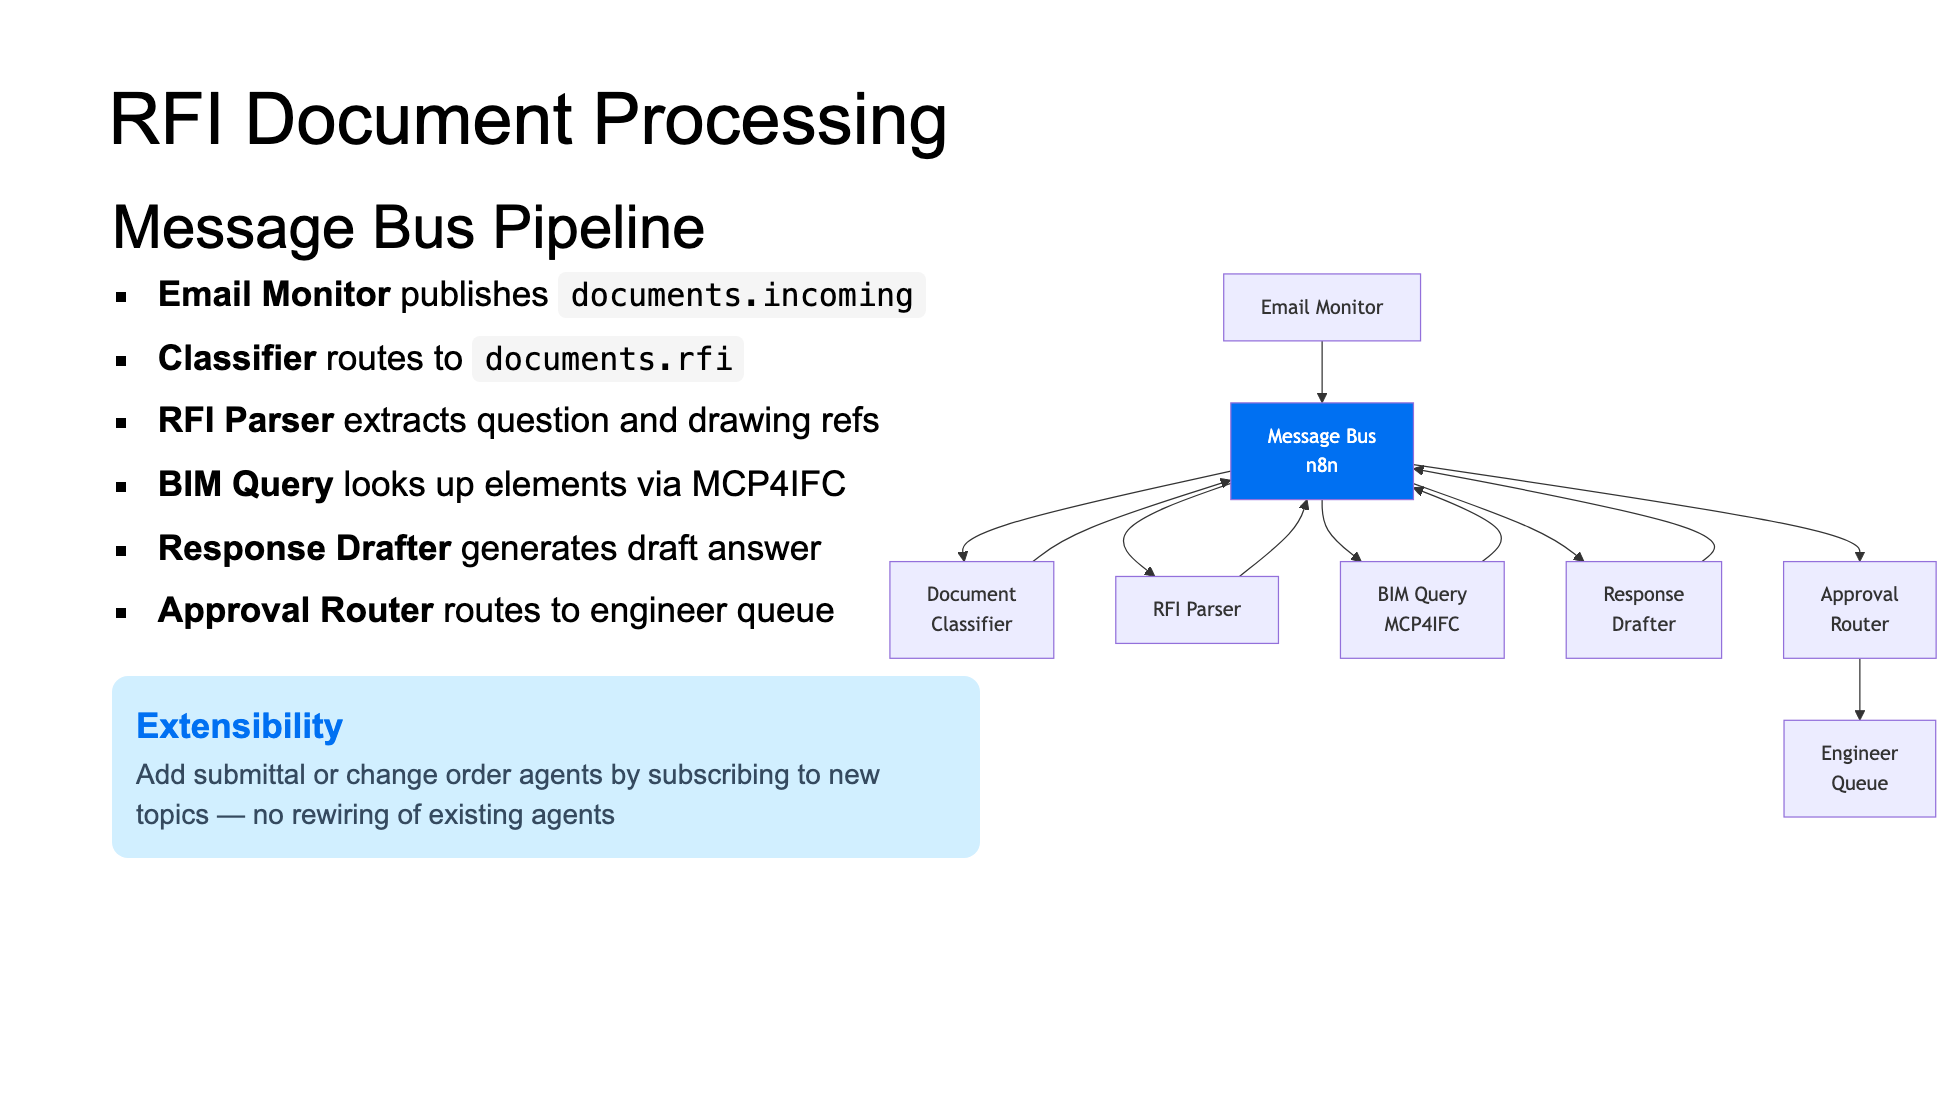 RFI Document Processing
Message Bus Pipeline
Email Monitor publishes documents.incoming
Classifier routes to documents.rfi
RFI Parser extracts question and drawing refs
BIM Query looks up elements via MCP4IFC
Response Drafter generates draft answer
Approval Router routes to engineer queue
Extensibility
Add submittal or change order agents by subscribing to new
topics — no rewiring of existing agents
Email Monitor
Message Bus
n8n
Document
Classifier
RFI Parser
BIM Query
MCP4IFC
Response
Drafter
Approval
Router
Engineer
Queue